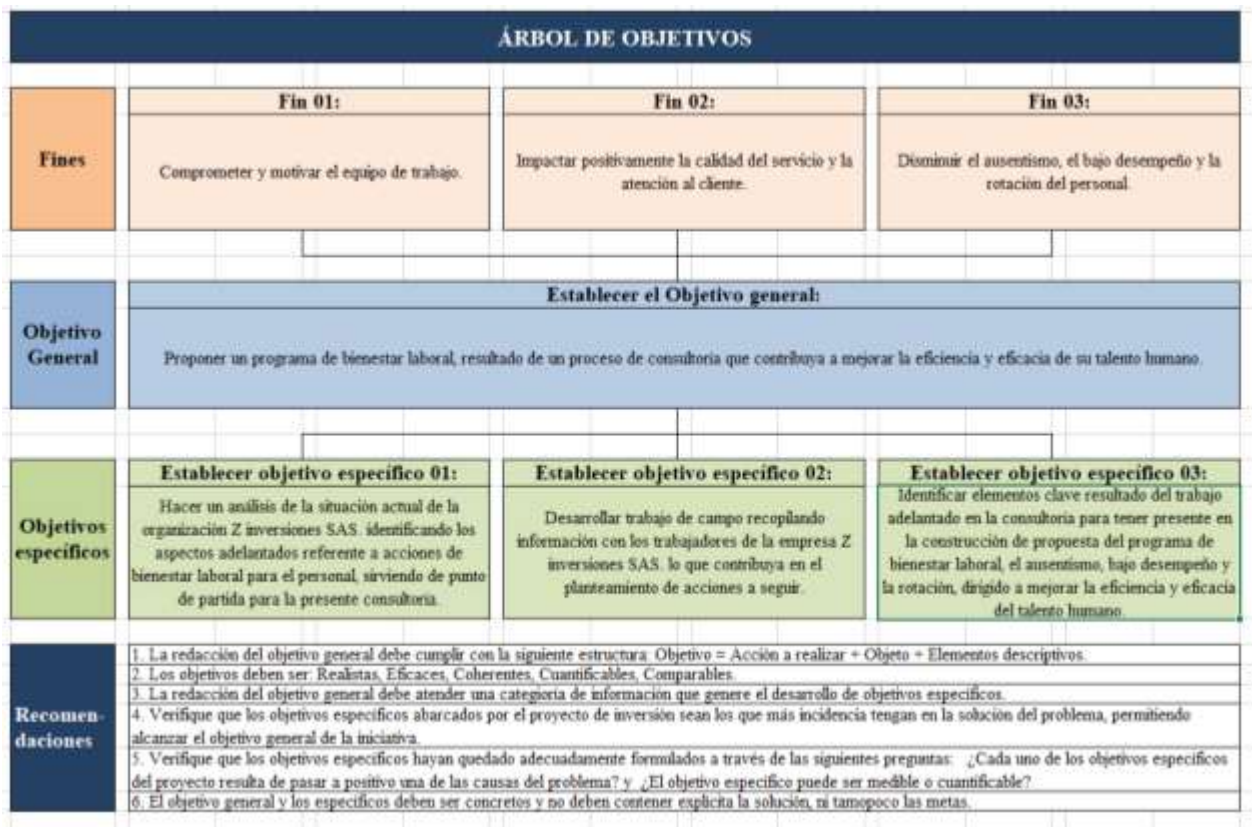 ÁRBOL DE OBJETIVOS
Fines
Fin 01:
Comprometer y motivar el equipo de trabajo.
Fin 02:
Impactar positivamente la calidad del servicio y la
atención al cliente.
Fin 03:
Disminuir el ausentismo, el bajo desempeño y la
rotación del personal.
Objetivo
General
Establecer el Objetivo general:
Proponer un programa de bienestar laboral, resultado de un proceso de consultoria que contribuya a mejorar la eficiencia y eficacia de su talento humano.
Objetivos
específicos
Establecer objetivo específico 01:
Hacer un análisis de la situación actual de la
organización Z inversiones SAS. identificando los
aspectos adelantados referente a acciones de
bienestar laboral para el personal, sirviendo de punto
de partida para la presente consultoria.
Establecer objetivo específico 02:
Desarrollar trabajo de campo recopilando
información con los trabajadores de la empresa Z
inversiones SAS. lo que contribuya en el
planteamiento de acciones a seguir.
Establecer objetivo específico 03:
Identificar elementos clave resultado del trabajo
adelantado en la consultoria para tener presente en
la construcción de propuesta del programa de
bienestar laboral, el ausentismo, bajo desempeño y
la rotación, dirigido a mejorar la eficiencia y eficacia
del talento humano.
Recomen-
daciones
1. La redacción del objetivo general debe cumplir con la siguiente estructura: Objetivo = Acción a realizar + Objeto + Elementos descriptivos.
2. Los objetivos deben ser: Realistas, Eficaces, Coherentes, Cuantificables, Comparables.
3. La redacción del objetivo general debe atender una categoría de información que genere el desarrollo de objetivos específicos.
4. Verifique que los objetivos específicos abarcados por el proyecto de inversión sean los que más incidencia tengan en la solución del problema, permitiendo
alcanzar el objetivo general de la iniciativa.
5. Verifique que los objetivos específicos hayan quedado adecuadamente formulados a través de las siguientes preguntas: ¿Cada uno de los objetivos específicos
del proyecto resulta de pasar a positivo una de las causas del problema? y ¿El objetivo específico puede ser medible o cuantificable?
6. El objetivo general y los específicos deben ser concretos y no deben contener explicita la solución, ni tamopoco las metas.